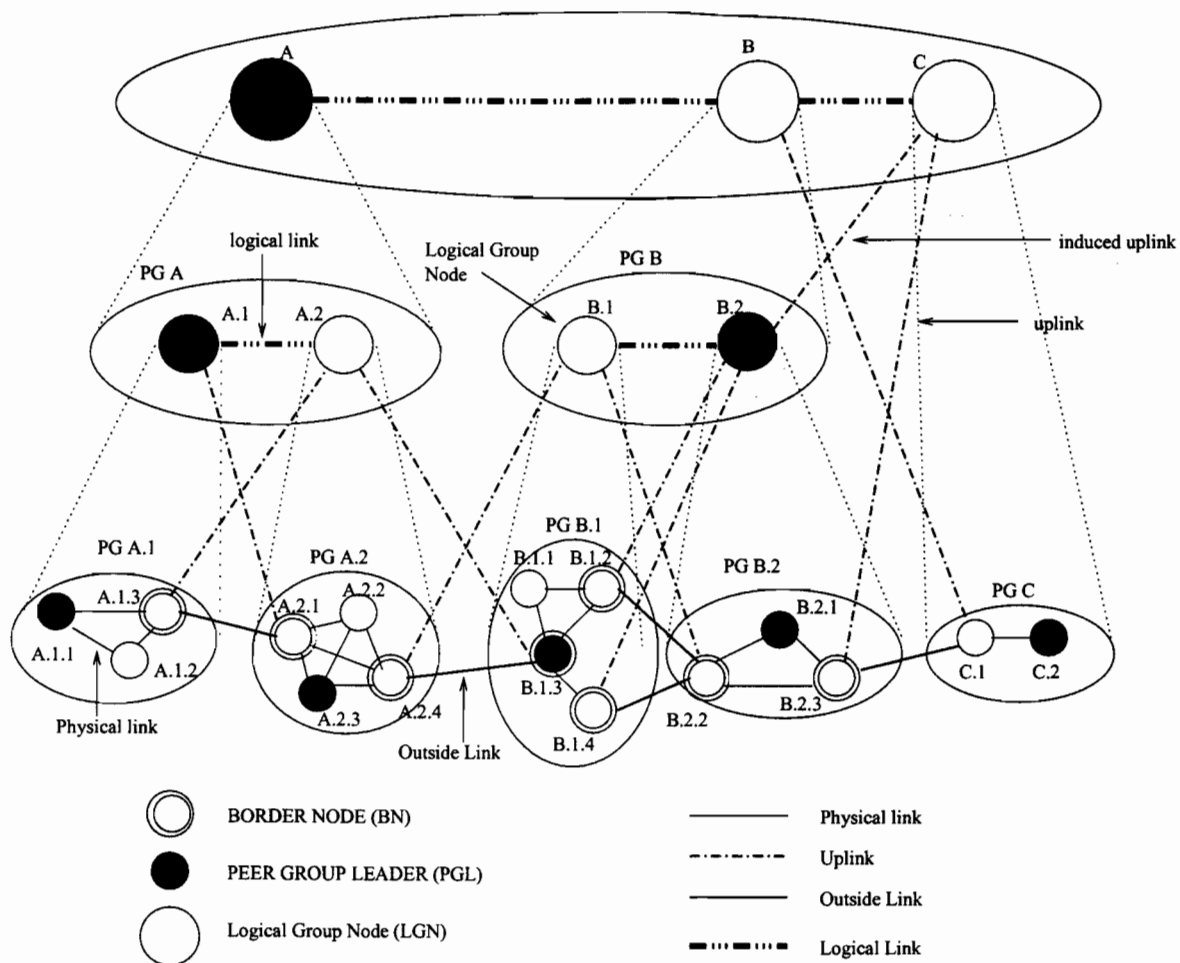 A
B
C
logical link
Logical Group
Node
induced uplink
PG A
PG B
A.1
A.2
B.1
B.2
uplink
PG A.1
PG A.2
PG B.1
PG B.2
PG C
A.1.3
A.1.1
A.1.2
A.2.1
A.2.2
A.2.3
A.2.4
B.1.1
B.1.2
B.1.3
B.1.4
B.2.1
B.2.2
B.2.3
C.1
C.2
Physical link
Outside Link
BORDER NODE (BN)
PEER GROUP LEADER (PGL)
Logical Group Node (LGN)
Physical link
Uplink
Outside Link
Logical Link